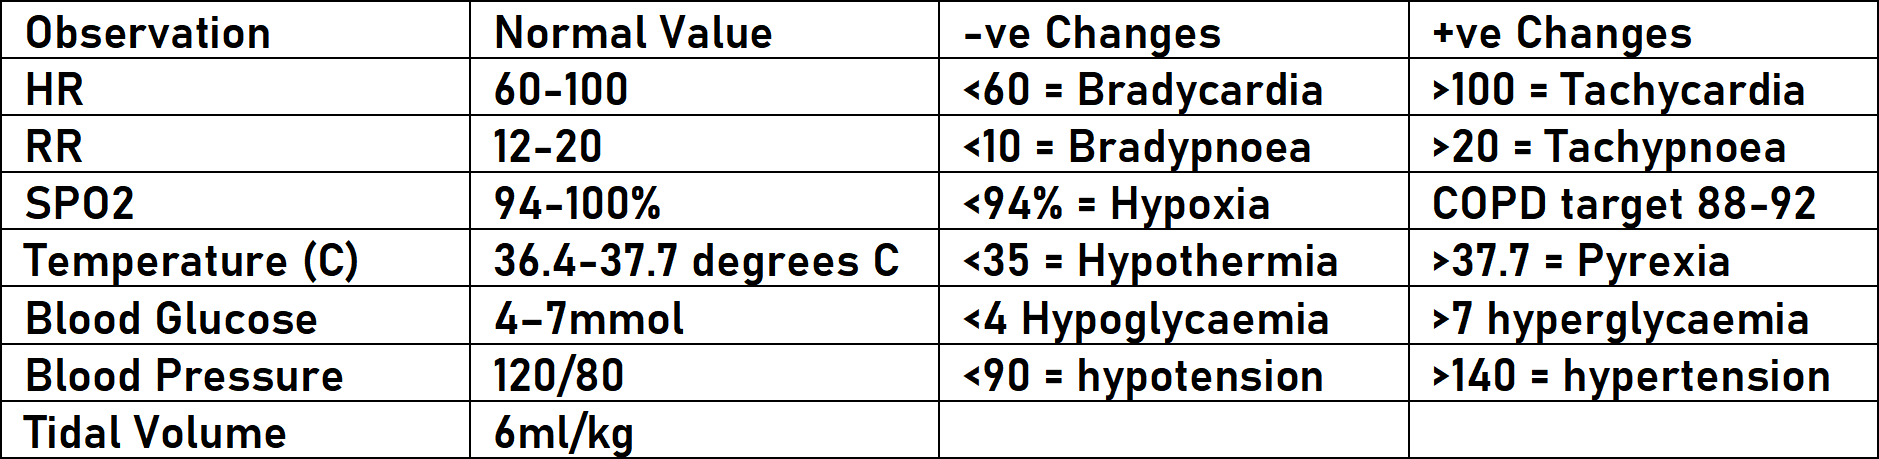 Observation Normal Value -ve Changes +ve Changes
HR 60-100 <60 = Bradycardia >100 = Tachycardia
RR 12-20 <10 = Bradypnoea >20 = Tachypnoea
SPO2 94-100% <94% = Hypoxia COPD target 88-92
Temperature (C) 36.4-37.7 degrees C <35 = Hypothermia >37.7 = Pyrexia
Blood Glucose 4–7mmol <4 Hypoglycaemia >7 hyperglycaemia
Blood Pressure 120/80 <90 = hypotension >140 = hypertension
Tidal Volume 6ml/kg